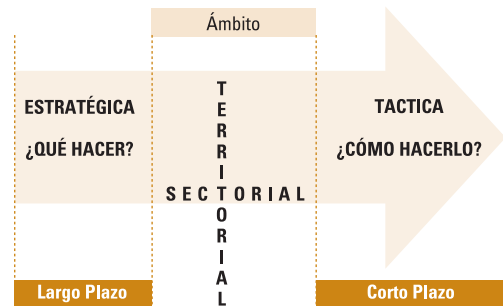 Ámbito
ESTRATÉGICA
¿QUÉ HACER?
TERRITORIAL
SECTORIAL
TACTICA
¿CÓMO HACERLO?
Largo Plazo
Corto Plazo